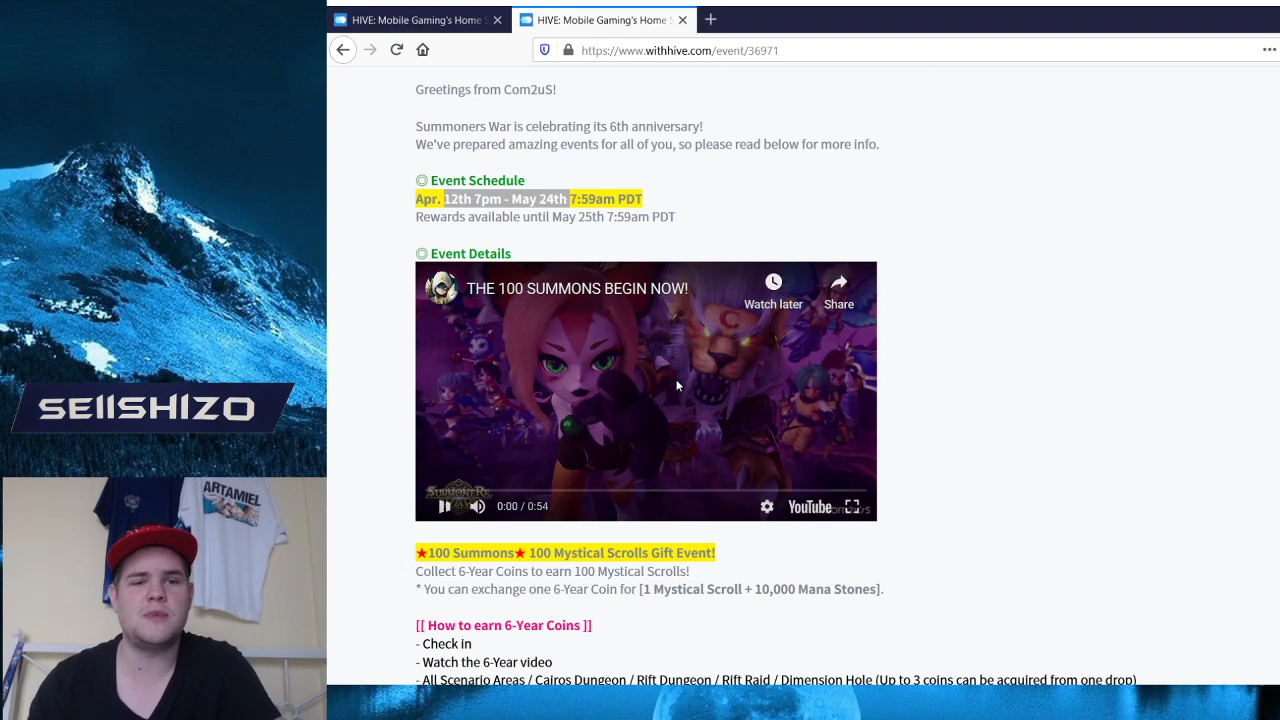 HIVE: Mobile Gaming's Home
HIVE: Mobile Gaming's Home
https://www.withhive.com/event/36971
Greetings from Com2uS!
Summoners War is celebrating its 6th anniversary!
We've prepared amazing events for all of you, so please read below for more info.
◎ Event Schedule
Apr. 12th 7pm - May 24th 7:59am PDT
Rewards available until May 25th 7:59am PDT
◎ Event Details
THE 100 SUMMONS BEGIN NOW!
Watch later
Share
SUMMONERS
0:00 / 0:54
YouTube
★100 Summons★ 100 Mystical Scrolls Gift Event!
Collect 6-Year Coins to earn 100 Mystical Scrolls!
* You can exchange one 6-Year Coin for [1 Mystical Scroll + 10,000 Mana Stones].
[[ How to earn 6-Year Coins ]]
- Check in
- Watch the 6-Year video
- All Scenario Areas / Cairos Dungeon / Rift Dungeon / Rift Raid / Dimension Hole (Up to 3 coins can be acquired from one drop)
SEIISHIZO
ARTAMIEL